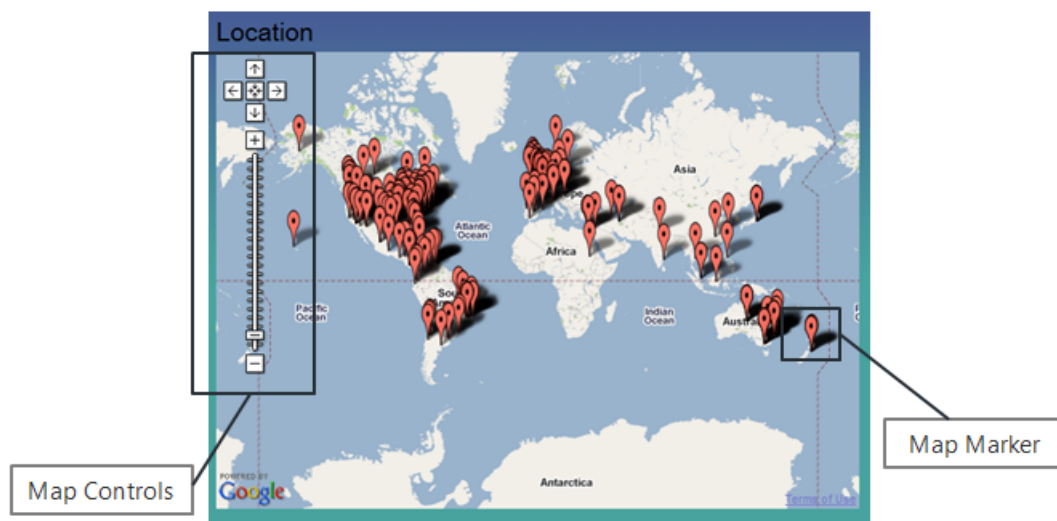 Location
Asia
Atlantic
Ocean
Africa
Pacific
Ocean
Indian
Ocean
Map Marker
Map Controls
POWERED BY
Google
Antarctica
Terms of Use